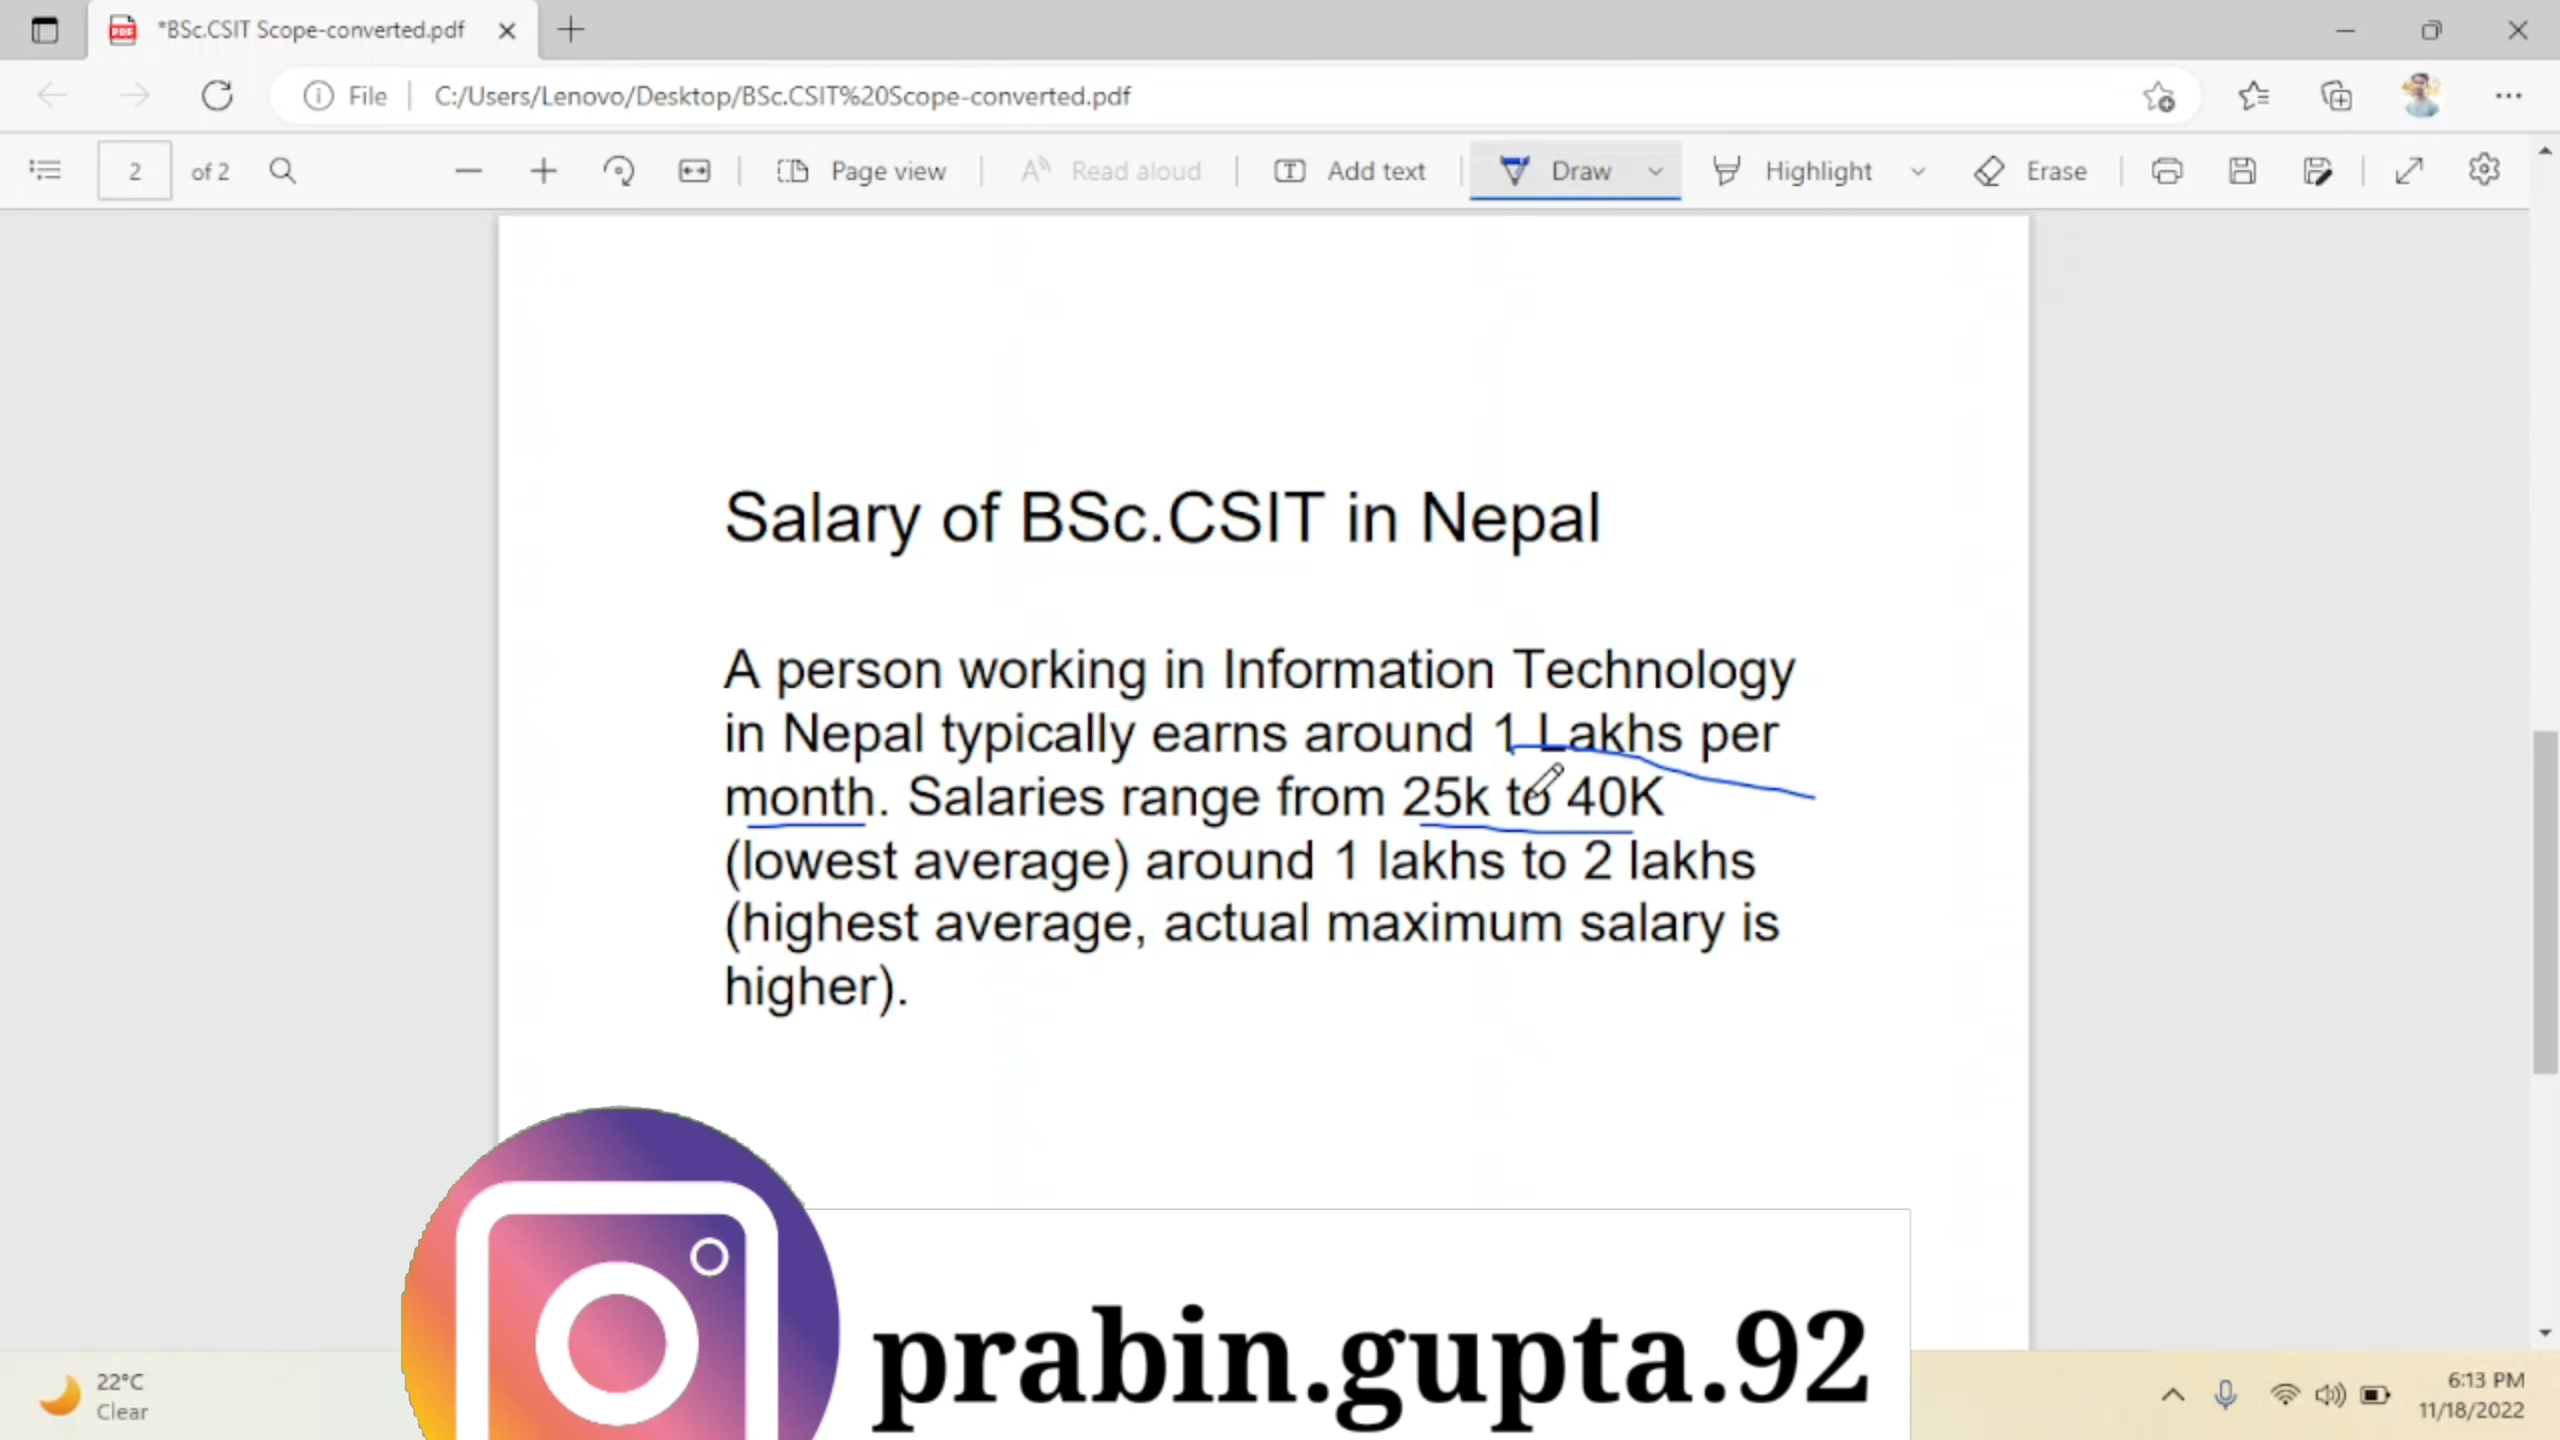 *BSc.CSIT Scope-converted.pdf
File C:/Users/Lenovo/Desktop/BSc.CSIT%20Scope-converted.pdf
2 of 2 Page view Read aloud Add text Draw Highlight Erase
Salary of BSc.CSIT in Nepal
A person working in Information Technology
in Nepal typically earns around 1 Lakhs per
month. Salaries range from 25k to 40K
(lowest average) around 1 lakhs to 2 lakhs
(highest average, actual maximum salary is
higher).
prabin.gupta.92
22°C
Clear
6:13 PM
11/18/2022